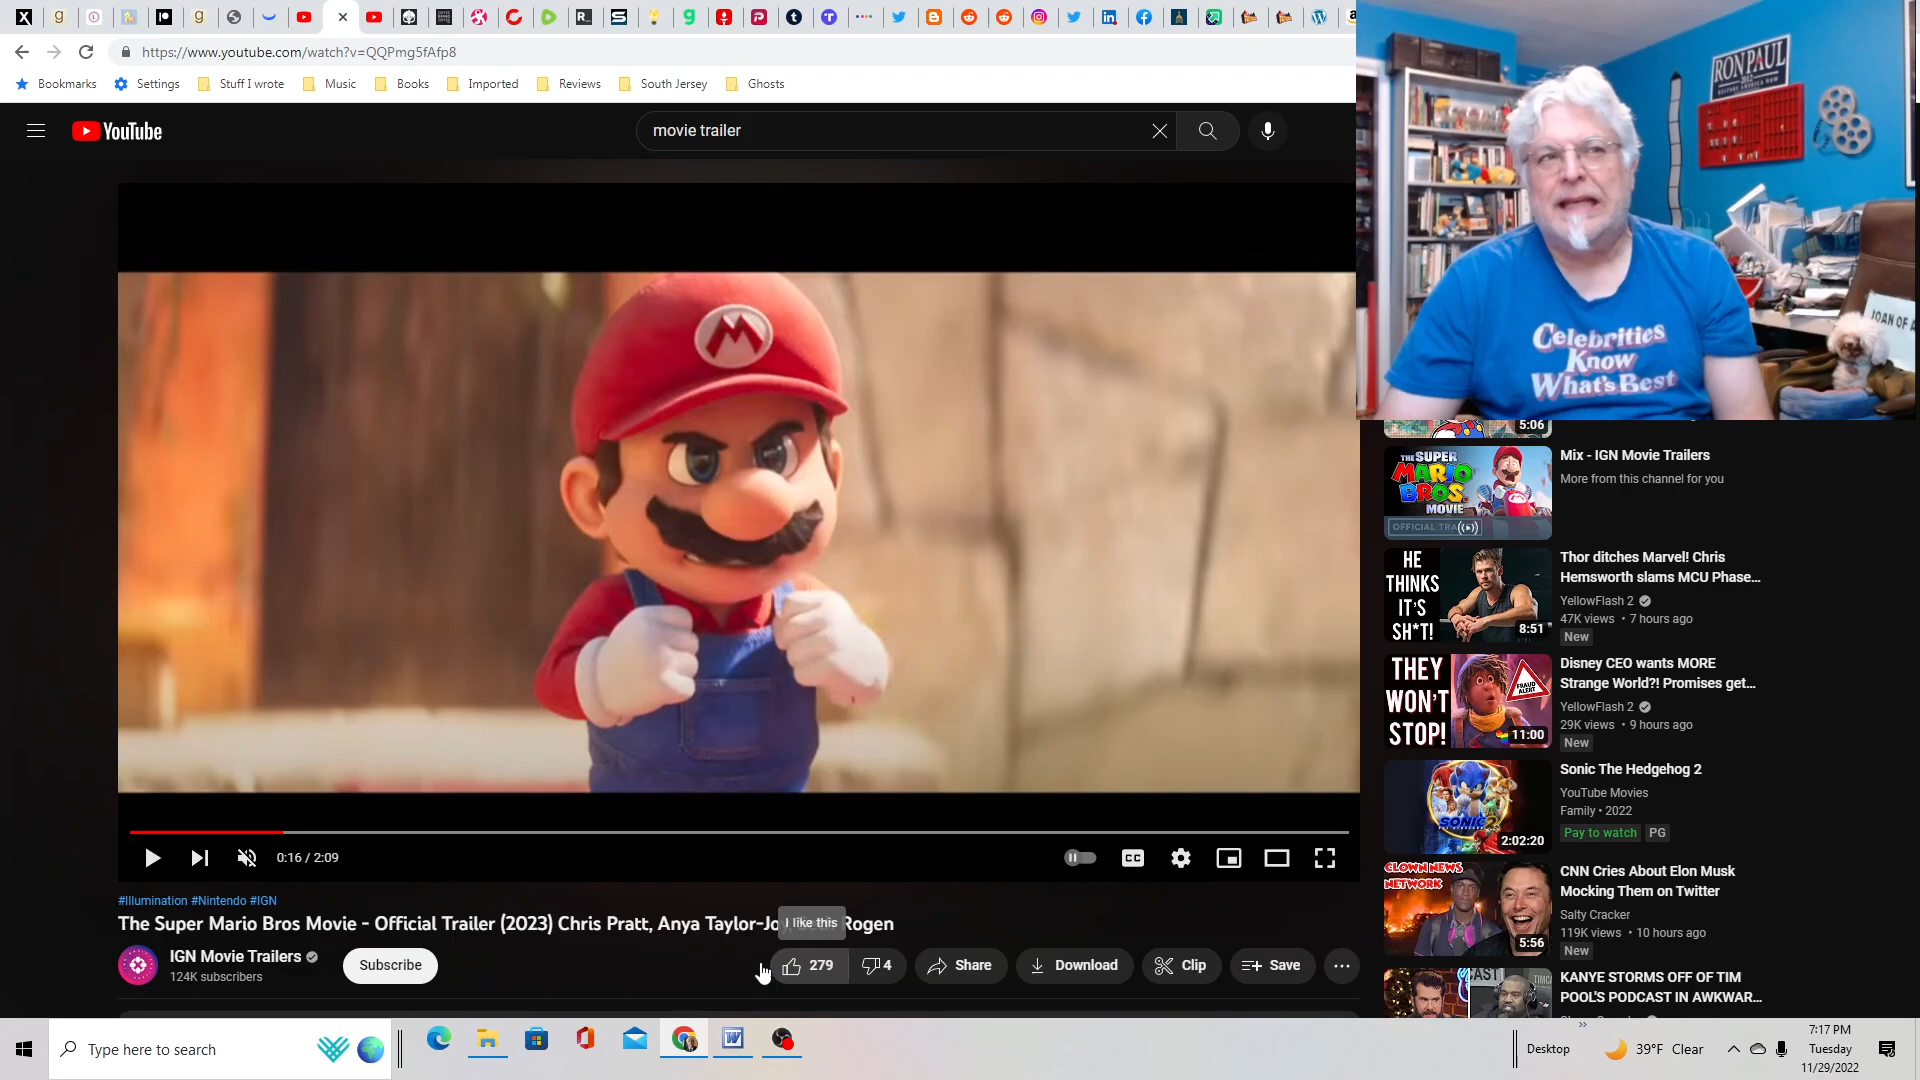 https://www.youtube.com/watch?v=QQPmg5fAfp8
Bookmarks
Settings
Stuff I wrote
Music
Books
Imported
Reviews
South Jersey
Ghosts
YouTube
movie trailer
RON PAUL
2012
Celebrities
Know
What's Best
M
0:16 / 2:09
CC
#Illumination #Nintendo #IGN
The Super Mario Bros Movie - Official Trailer (2023) Chris Pratt, Anya Taylor-Jo
Rogen
I like this
IGN Movie Trailers
124K subscribers
Subscribe
279
4
Share
Download
Clip
Save
5:06
THE SUPER
MARIO
BROS.
MOVIE
OFFICIAL TRA
Mix - IGN Movie Trailers
More from this channel for you
HE
THINKS
IT'S
SH*T!
8:51
Thor ditches Marvel! Chris
Hemsworth slams MCU Phase...
YellowFlash 2
47K views • 7 hours ago
New
THEY
WON'T
STOP!
FRAUD
ALERT
11:00
Disney CEO wants MORE
Strange World?! Promises get...
YellowFlash 2
29K views • 9 hours ago
New
SONIC 2
2:02:20
Sonic The Hedgehog 2
YouTube Movies
Family • 2022
Pay to watch
PG
CLOWN NEWS
NETWORK
5:56
CNN Cries About Elon Musk
Mocking Them on Twitter
Salty Cracker
119K views • 10 hours ago
New
KANYE STORMS OFF OF TIM
POOL'S PODCAST IN AWKWAR...
Type here to search
Desktop
39°F Clear
7:17 PM
Tuesday
11/29/2022